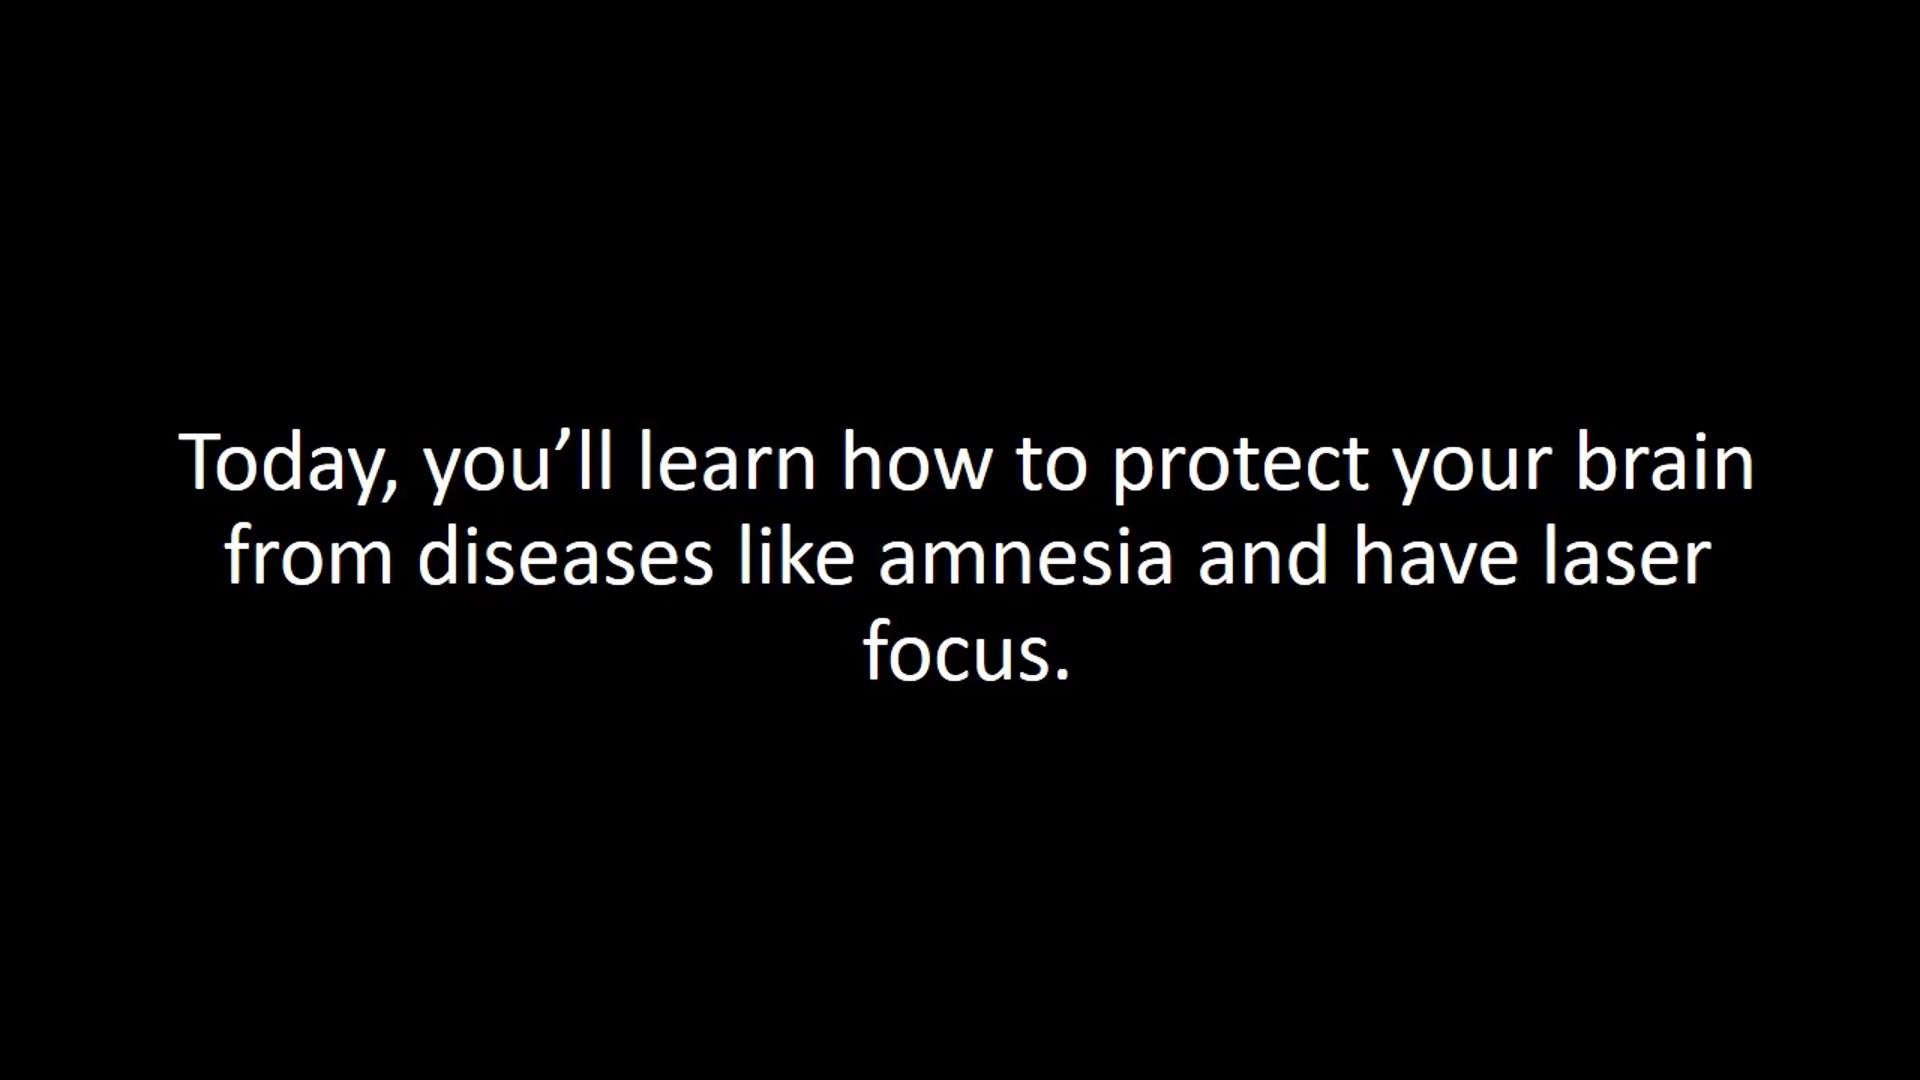 Today, you’ll learn how to protect your brain
from diseases like amnesia and have laser
focus.